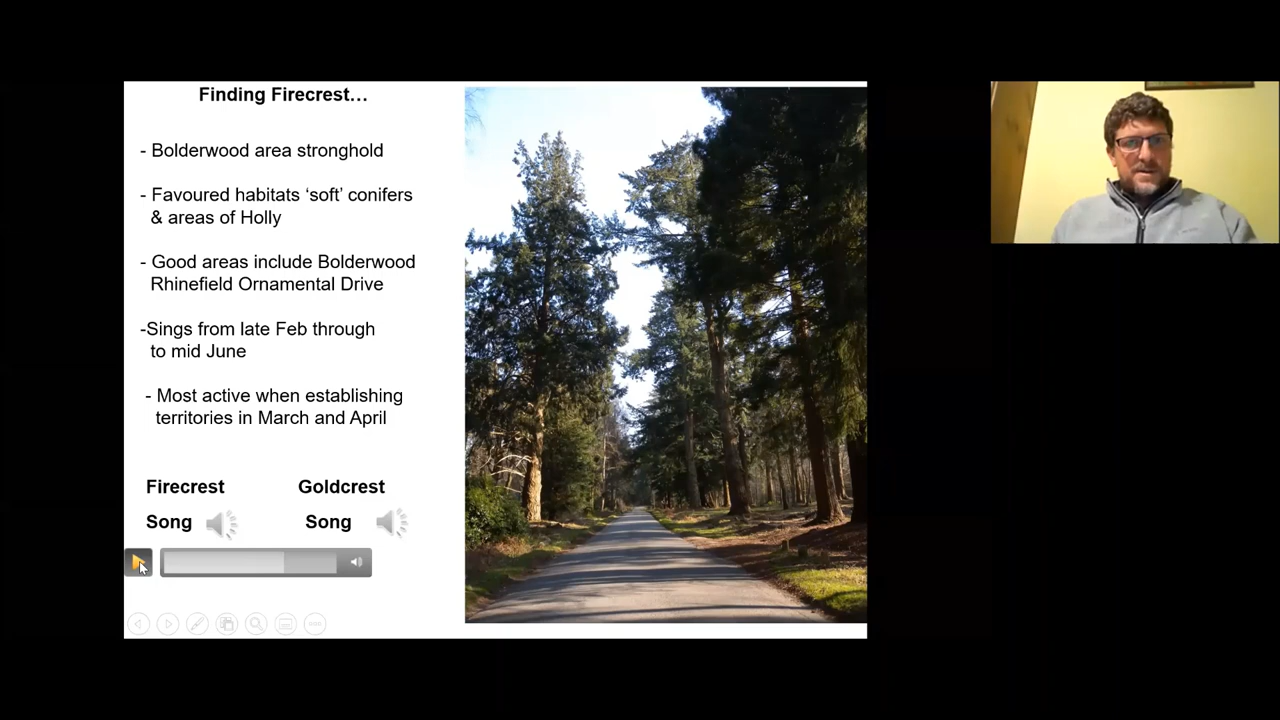 Finding Firecrest…
- Bolderwood area stronghold
- Favoured habitats ‘soft’ conifers
& areas of Holly
- Good areas include Bolderwood
Rhinefield Ornamental Drive
-Sings from late Feb through
to mid June
- Most active when establishing
territories in March and April
Firecrest Goldcrest
Song Song